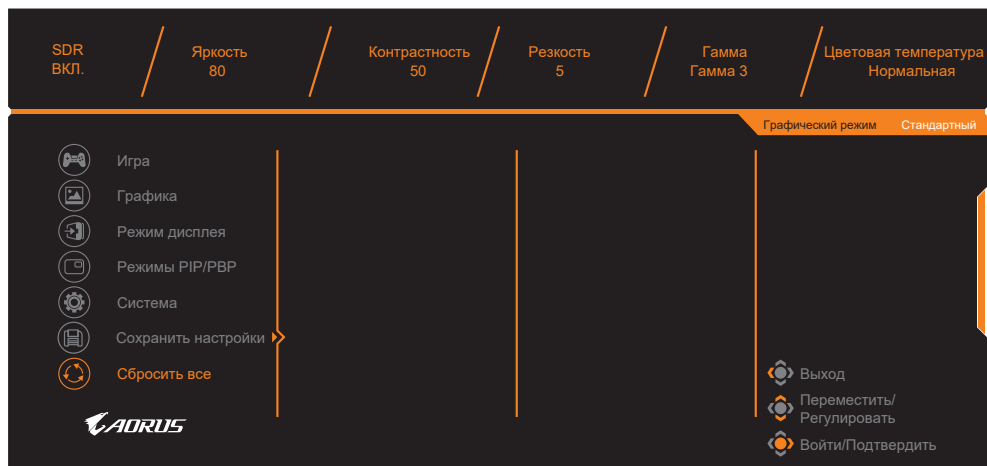 SDR
ВКЛ.
Яркость
80
Контрастность
50
Резкость
5
Гамма
Гамма 3
Цветовая температура
Нормальная
Графический режим Стандартный
Игра
Графика
Режим дисплея
Режимы PIP/PBP
Система
Сохранить настройки
Сбросить все
AORUS
Выход
Переместить/
Регулировать
Войти/Подтвердить